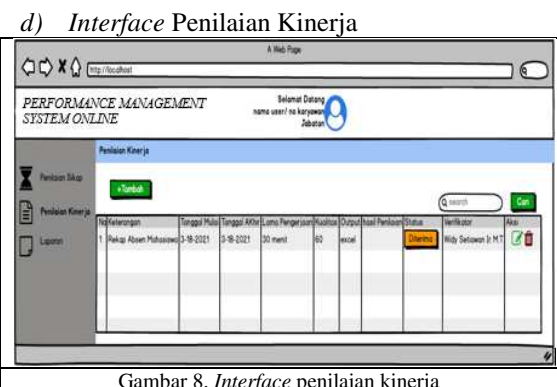 d) Interface Penilaian Kinerja
A Web Page
http://localhost
PERFORMANCE MANAGEMENT
SYSTEM ONLINE
Selamat Datang
nama user/ no karyawan
Jabatan
Penilaian Kinerja
Penilaian Sikap
Penilaian Kinerja
Laporan
+Tambah
search
Cari
No Keterangan Tanggal Mulai Tanggal Akhir Lama Pengerjaan Kualitas Output hasil Penilaian Status Verifikator Aksi
1 Rekap Absen Mahasiswa 3-18-2021 3-18-2021 30 menit 60 excel Diterima Widy Setiawan Ir M.T
Gambar 8. Interface penilaian kinerja